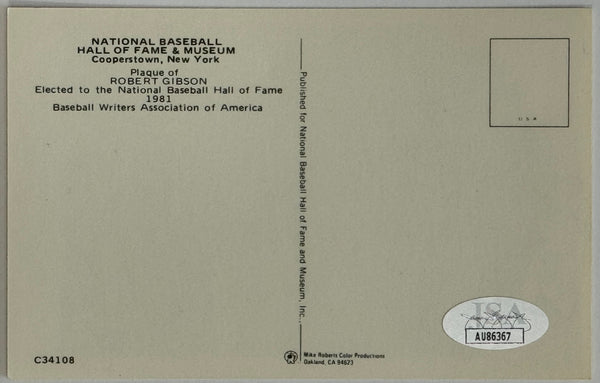 NATIONAL BASEBALL
HALL OF FAME & MUSEUM
Cooperstown, New York
Plaque of
ROBERT GIBSON
Elected to the National Baseball Hall of Fame
1981
Baseball Writers Association of America
C34108
Published for National Baseball Hall of Fame and Museum, Inc.
Mike Roberts Color Productions
Oakland, CA 94623
USA
JSA
AU86367